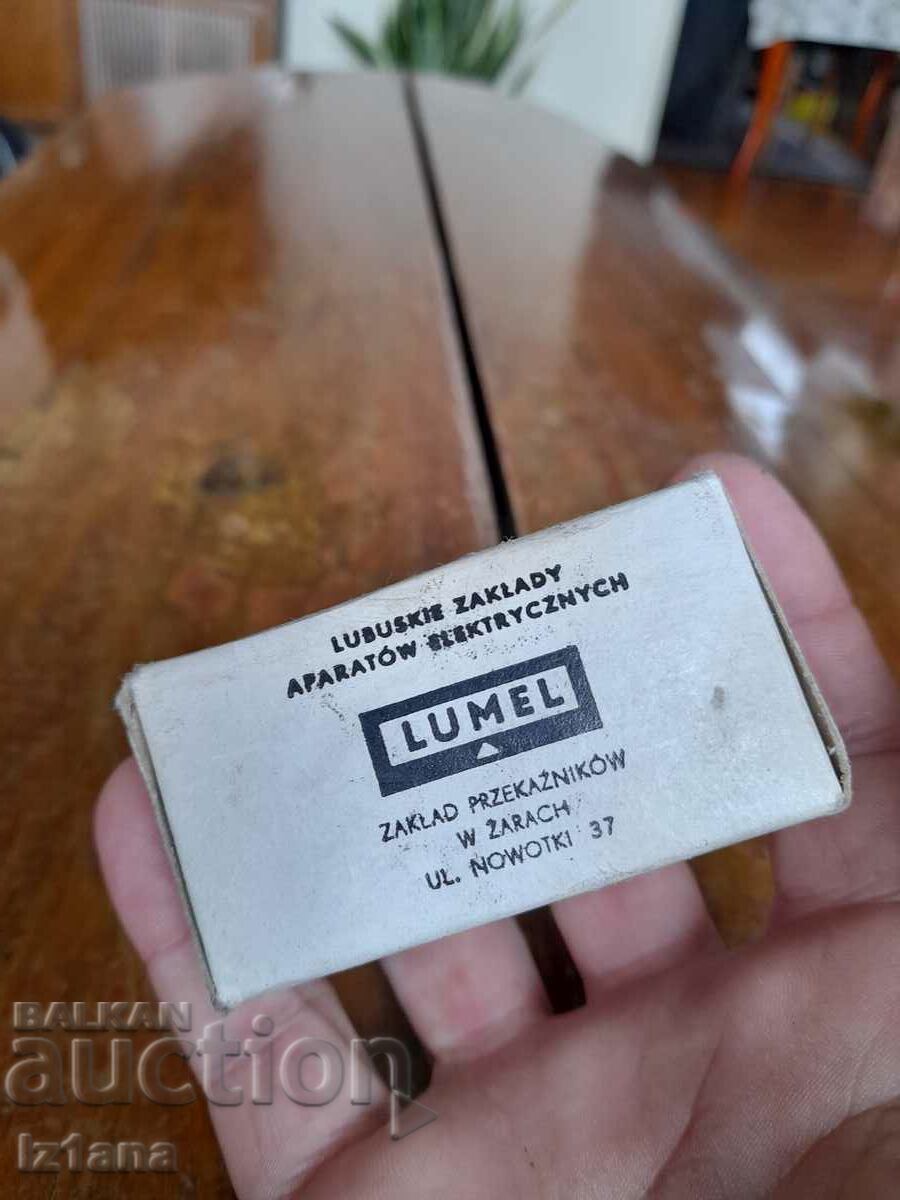 LUBUSKIE ZAKŁADY
APARATÓW ELEKTRYCZNYCH
LUMEL
ZAKŁAD PRZEKAŹNIKÓW
W ŻARACH
UL. NOWOTKI 37
BALKAN
auction
Iz1ana